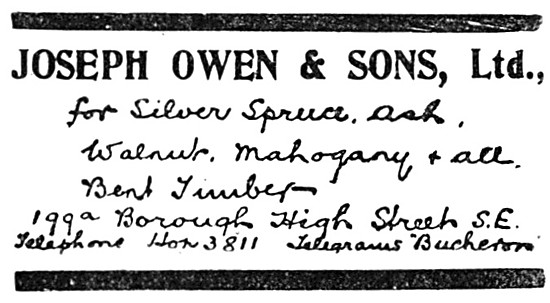 JOSEPH OWEN & SONS, Ltd.,
for Silver Spruce. Ash,
Walnut, Mahogany & all.
Bent Timber
199a Borough High Street S.E.
Telephone Hop 3811 Telegrams "Bucheron"